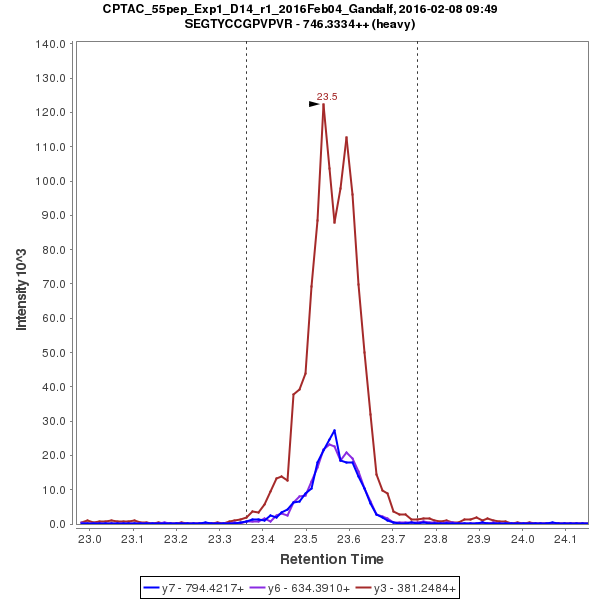 CPTAC_55pep_Exp1_D14_r1_2016Feb04_Gandalf, 2016-02-08 09:49
SEGTYCCGPVPVR - 746.3334++ (heavy)
140.0
130.0
120.0
110.0
100.0
90.0
80.0
70.0
60.0
50.0
40.0
30.0
20.0
10.0
0.0
Intensity 10^3
23.5
23.0 23.1 23.2 23.3 23.4 23.5 23.6 23.7 23.8 23.9 24.0 24.1
Retention Time
y7 - 794.4217+ y6 - 634.3910+ y3 - 381.2484+